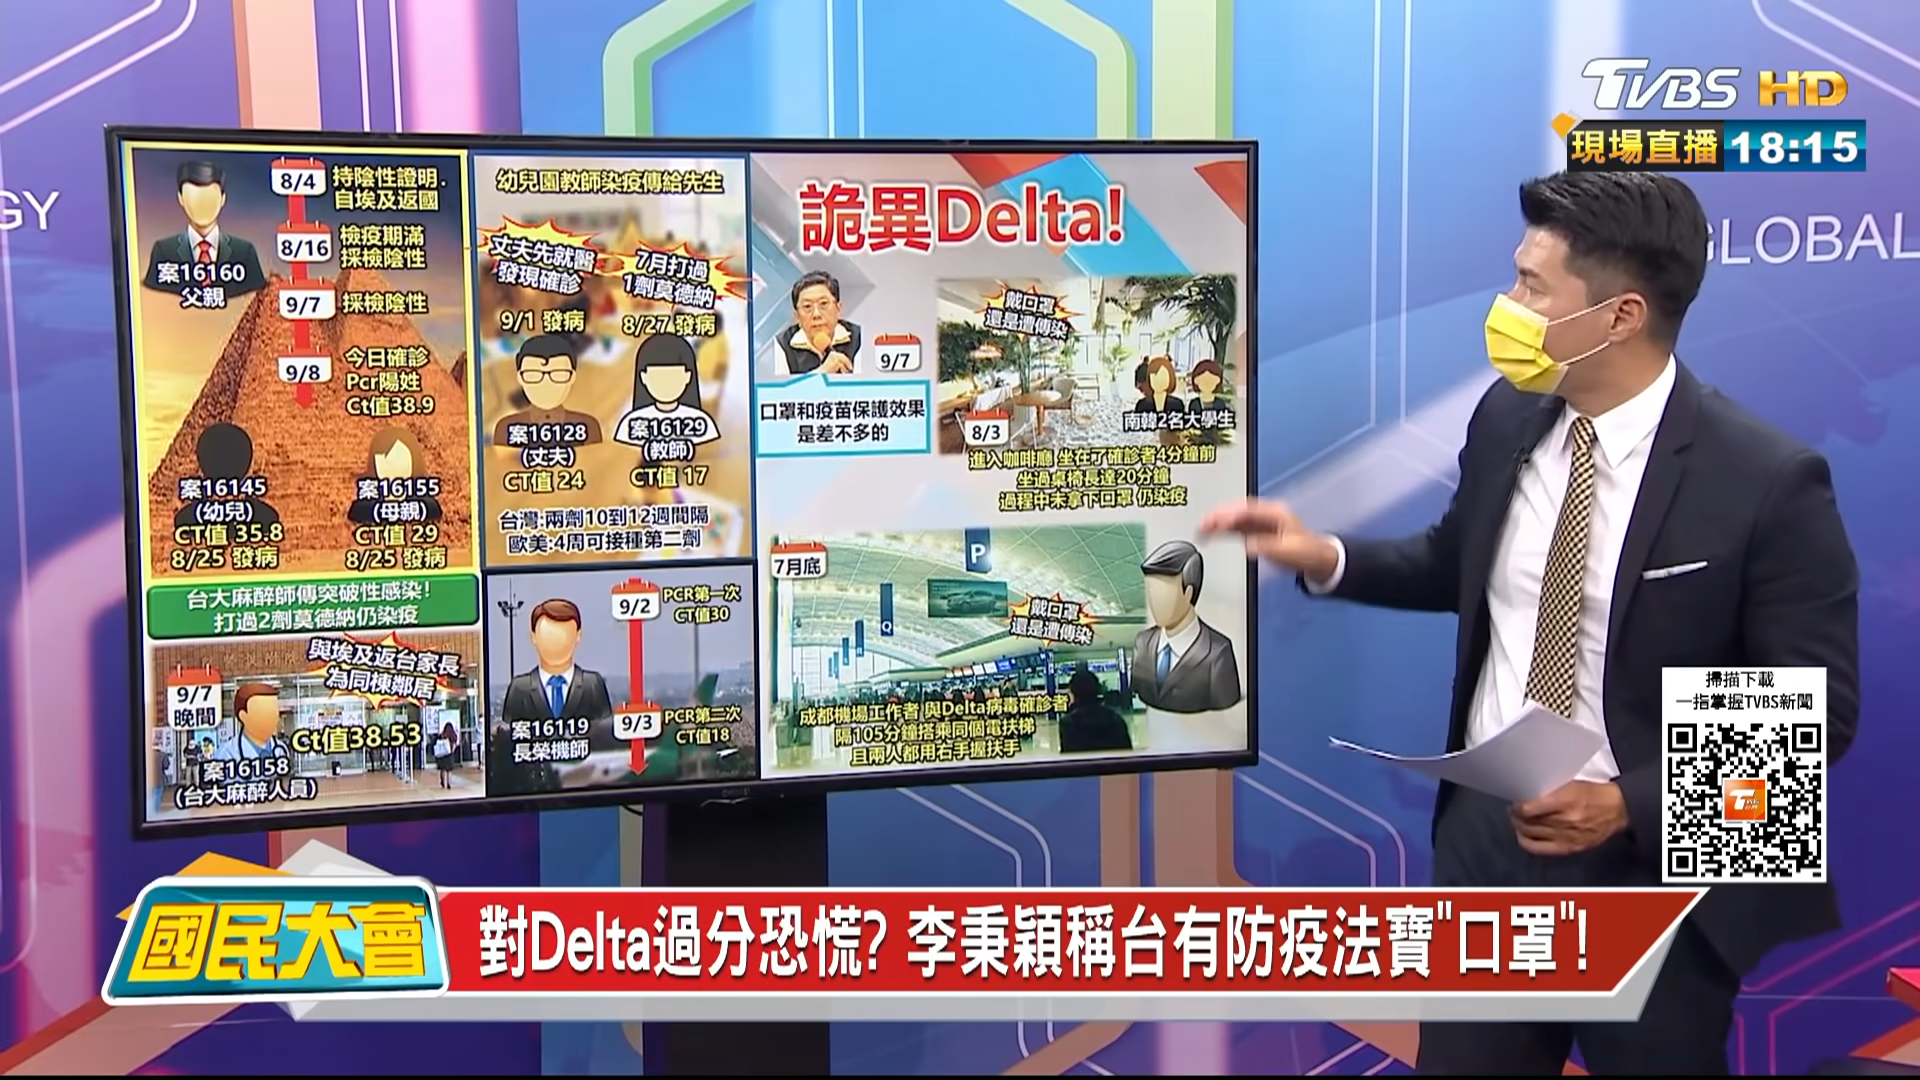 TVBS HD
現場直播 18:15
GY
GLOBAL
8/4 持陰性證明.
自埃及返國
8/16 檢疫期滿
採檢陰性
9/7 採檢陰性
9/8 今日確診
Pcr陽姓
Ct值38.9
案16160
父親
案16145
(幼兒)
CT值 35.8
8/25 發病
案16155
(母親)
CT值 29
8/25 發病
台大麻醉師傳突破性感染!
打過2劑莫德納仍染疫
與埃及返台家長
為同棟鄰居
9/7
晚間
Ct值38.53
案16158
(台大麻醉人員)
幼兒園教師染疫傳給先生
丈夫先就醫
發現確診
9/1 發病
7月打過
1劑莫德納
8/27 發病
案16128
(丈夫)
CT值 24
案16129
(教師)
CT值 17
台灣:兩劑10到12週間隔
歐美:4周可接種第二劑
9/2 PCR第一次
CT值30
9/3 PCR第二次
CT值18
案16119
長榮機師
詭異Delta!
9/7
口罩和疫苗保護效果
是差不多的
戴口罩
還是遭傳染
8/3
南韓2名大學生
進入咖啡廳 坐在了確診者4分鐘前
坐過桌椅長達20分鐘
過程中未拿下口罩 仍染疫
7月底
P
Q
戴口罩
還是遭傳染
成都機場工作者 與Delta病毒確診者
隔105分鐘搭乘同個電扶梯
且兩人都用右手握扶手
掃描下載
一指掌握TVBS新聞
國民大會
對Delta過分恐慌? 李秉穎稱台有防疫法寶"口罩"!